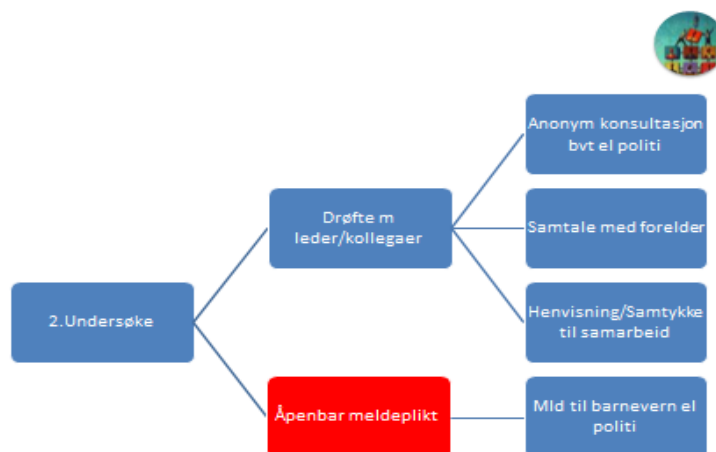 2.Undersøke
Drøfte m
leder/kollegaer
Åpenbar meldeplikt
Anonym konsultasjon
bvt el politi
Samtale med forelder
Henvisning/Samtykke
til samarbeid
Mld til barnevern el
politi